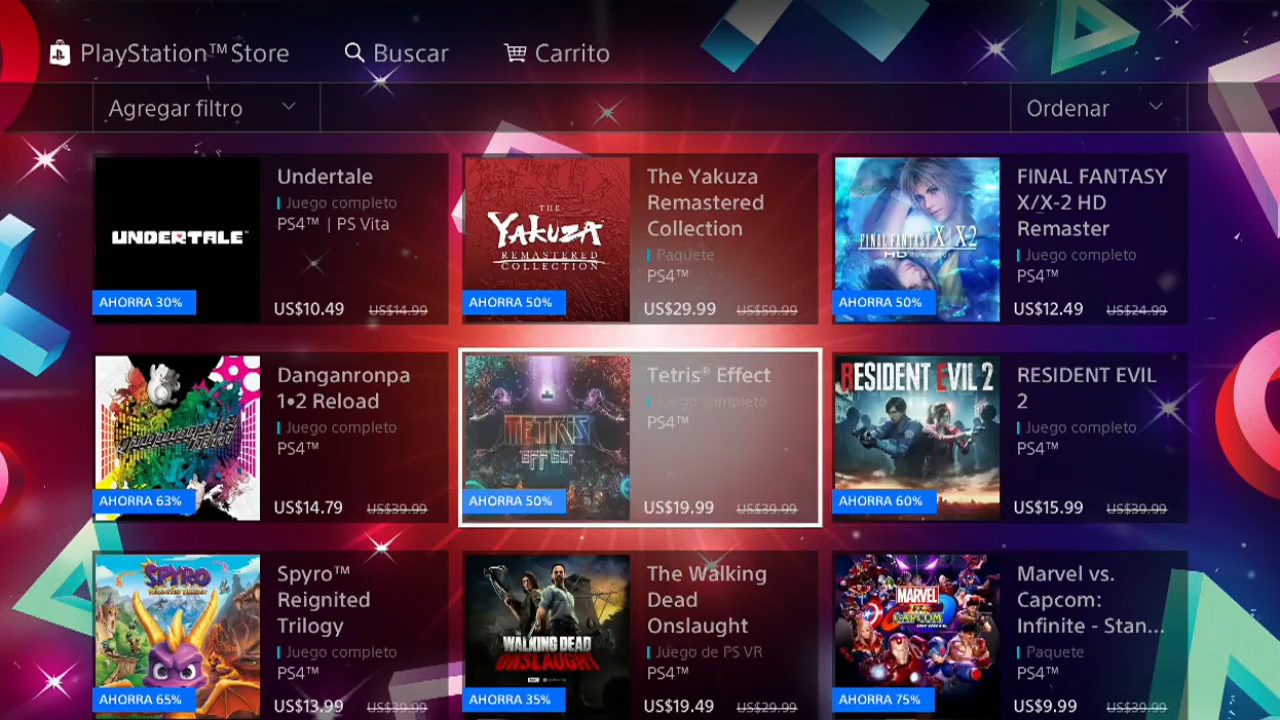 PlayStation™Store
Buscar
Carrito
Agregar filtro
Ordenar
UNDERTALE
AHORRA 30%
Undertale
Juego completo
PS4™ | PS Vita
US$10.49 US$14.99
THE
YAKUZA
REMASTERED
COLLECTION
AHORRA 50%
The Yakuza
Remastered
Collection
Paquete
PS4™
US$29.99 US$59.99
FINAL FANTASY X X2
HD Remaster
AHORRA 50%
FINAL FANTASY
X/X-2 HD
Remaster
Juego completo
PS4™
US$12.49 US$24.99
AHORRA 63%
Danganronpa
1•2 Reload
Juego completo
PS4™
US$14.79 US$39.99
TETRIS
EFFECT
AHORRA 50%
Tetris® Effect
Juego completo
PS4™
US$19.99 US$39.99
RESIDENT EVIL 2
AHORRA 60%
RESIDENT EVIL
2
Juego completo
PS4™
US$15.99 US$39.99
SPYRO
REIGNITED TRILOGY
AHORRA 65%
Spyro™
Reignited
Trilogy
Juego completo
PS4™
US$13.99 US$39.99
THE
WALKING DEAD
ONSLAUGHT
AHORRA 35%
The Walking
Dead
Onslaught
Juego de PS VR
PS4™
US$19.49 US$29.99
MARVEL
VS.
CAPCOM
INFINITE
AHORRA 75%
Marvel vs.
Capcom:
Infinite - Stan...
Paquete
PS4™
US$9.99 US$39.99